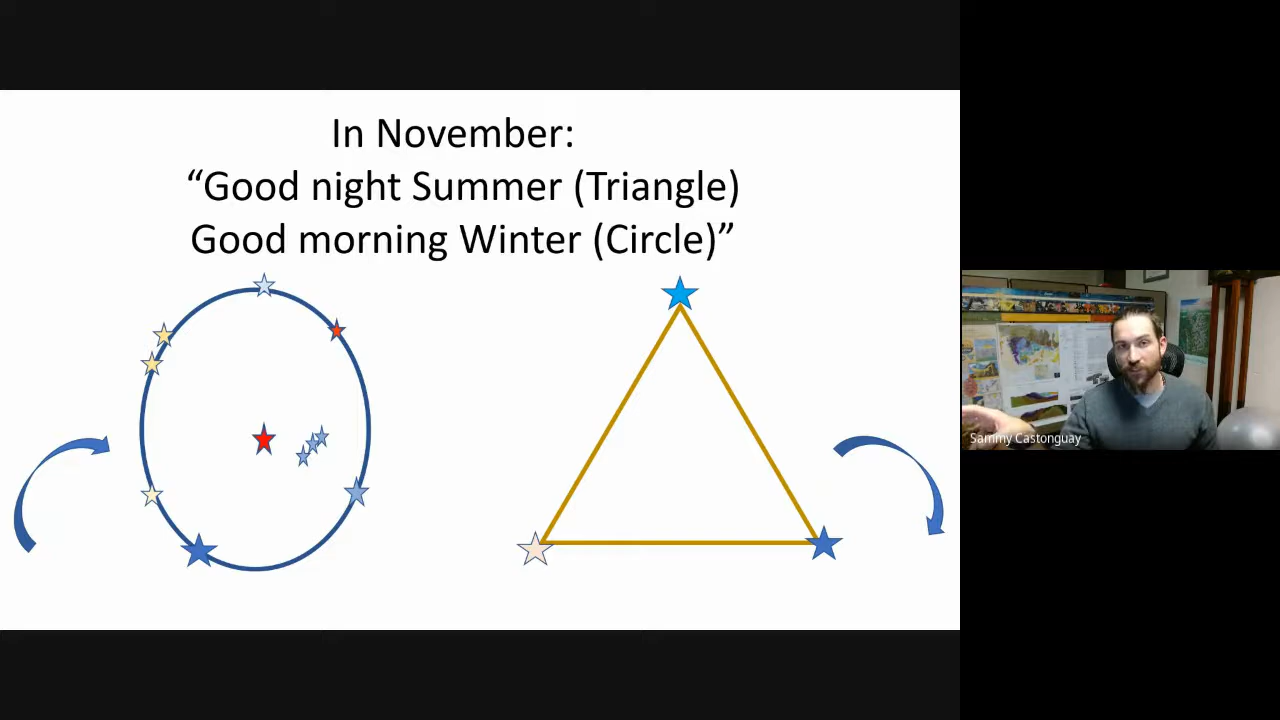 In November:
“Good night Summer (Triangle)
Good morning Winter (Circle)”
Sammy Castonguay